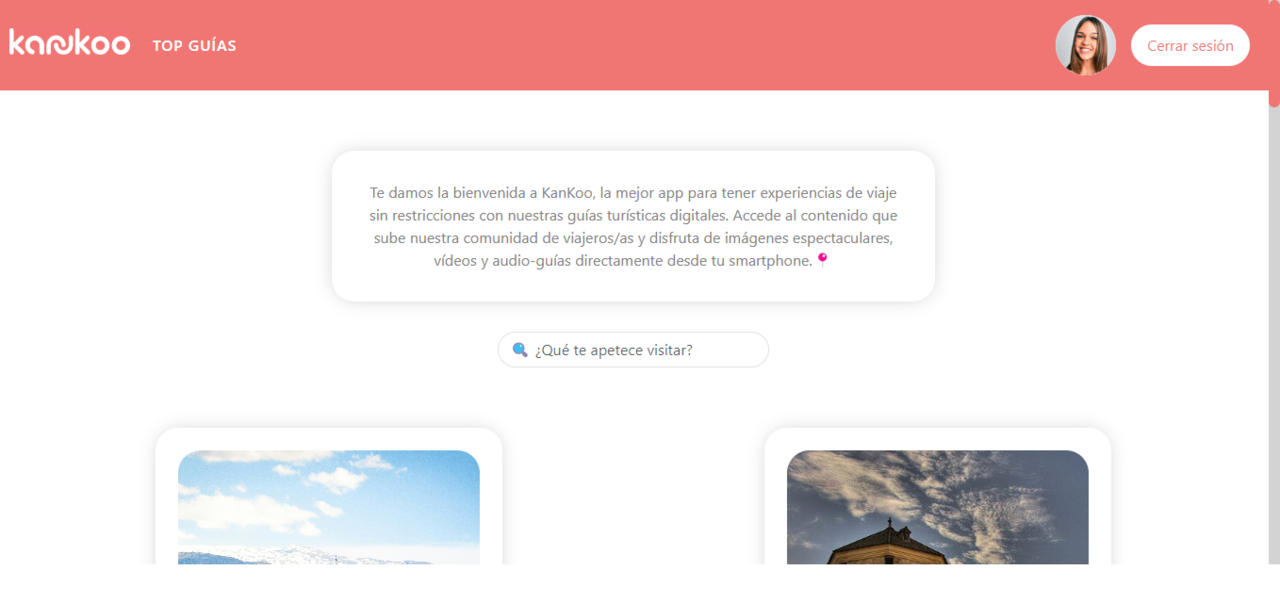 kankoo
TOP GUÍAS
Cerrar sesión
Te damos la bienvenida a KanKoo, la mejor app para tener experiencias de viaje
sin restricciones con nuestras guías turísticas digitales. Accede al contenido que
sube nuestra comunidad de viajeros/as y disfruta de imágenes espectaculares,
vídeos y audio-guías directamente desde tu smartphone.📍
🔍 ¿Qué te apetece visitar?